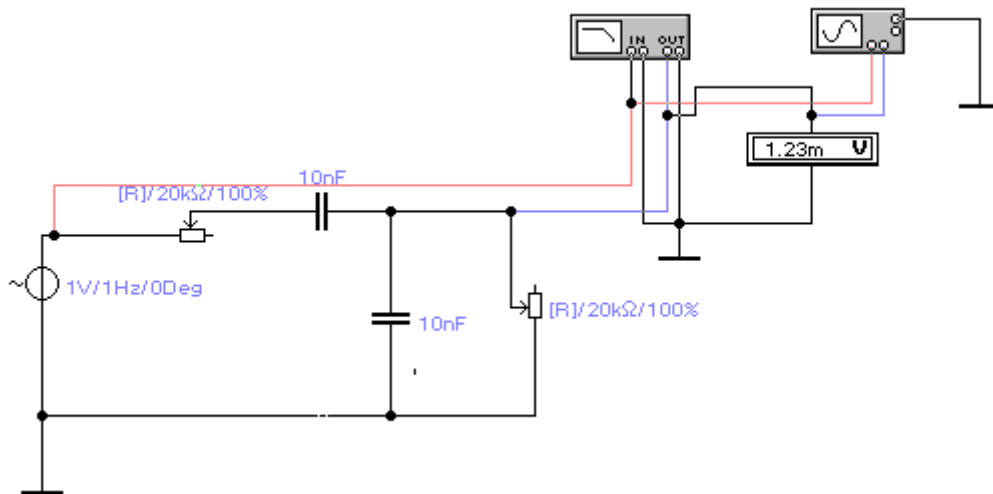 IN OUT
1.23m V
10nF
[R]/20kΩ/100%
~
1V/1Hz/0Deg
[R]/20kΩ/100%
10nF